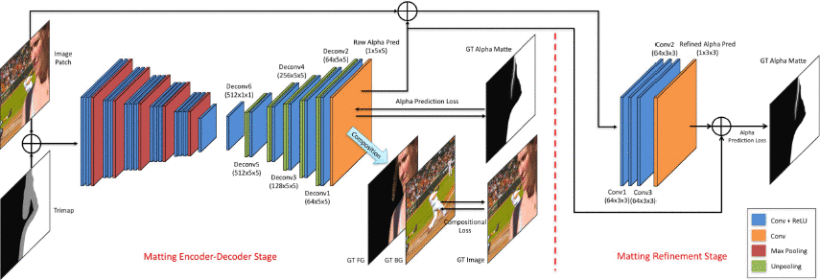 Image
Patch
Trimap
Deconv6
(512x1x1)
Deconv5
(512x5x5)
Deconv4
(256x5x5)
Deconv3
(128x5x5)
Deconv2
(64x5x5)
Deconv1
(64x5x5)
Raw Alpha Pred
(1x5x5)
Alpha Prediction Loss
GT Alpha Matte
Composition
Compositional
Loss
GT FG
GT BG
GT Image
Matting Encoder-Decoder Stage
Conv2
(64x3x3)
Refined Alpha Pred
(1x3x3)
Conv1
(64x3x3)
Conv3
(64x3x3)
GT Alpha Matte
Alpha
Prediction Loss
Matting Refinement Stage
Conv + ReLU
Conv
Max Pooling
Unpooling